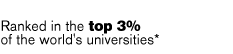 Ranked in the top 3%
of the world's universities*